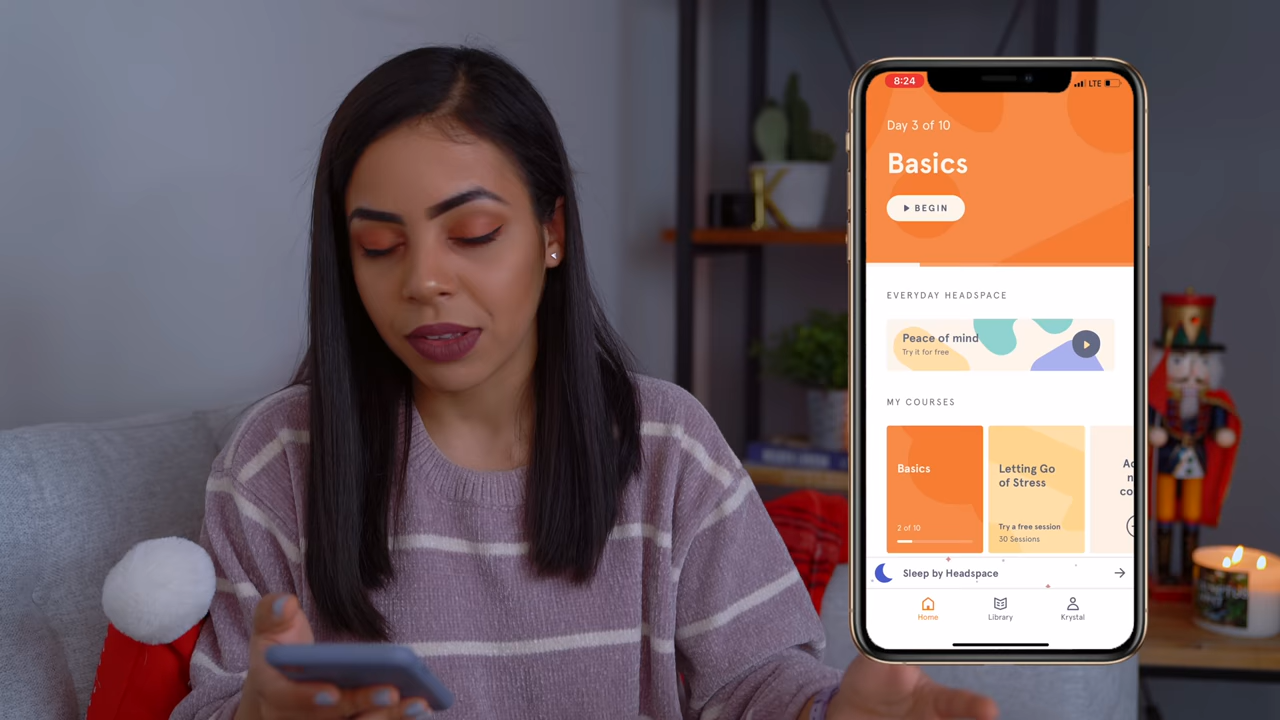 8:24
LTE
Day 3 of 10
Basics
BEGIN
EVERYDAY HEADSPACE
Peace of mind
Try it for free
MY COURSES
Basics
2 of 10
Letting Go
of Stress
Try a free session
30 Sessions
Sleep by Headspace
Home
Library
Krystal
K